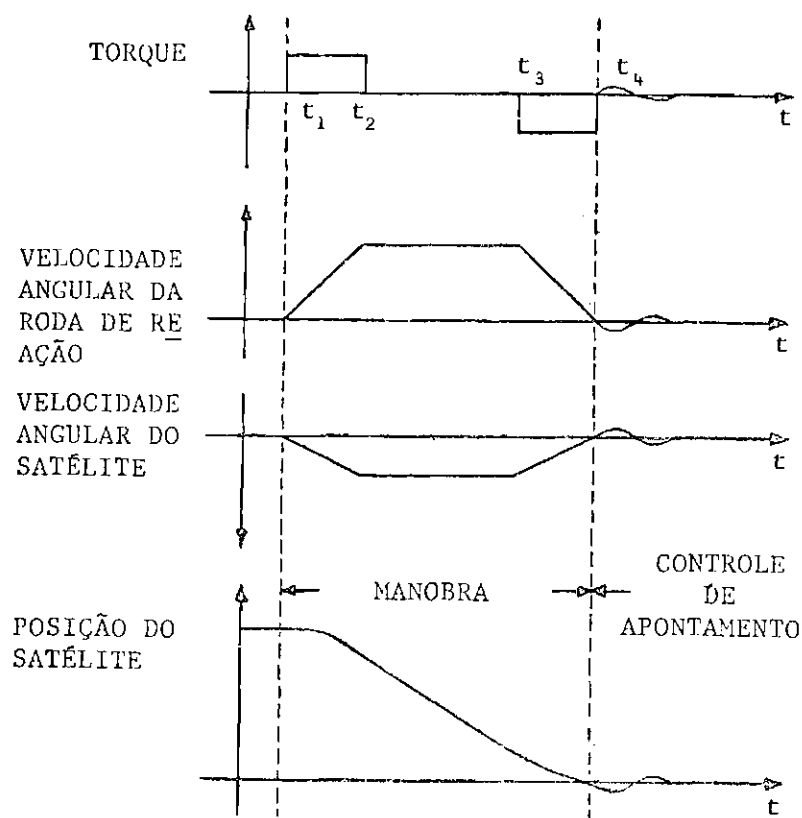 TORQUE
t₁
t₂
t₃
t₄
t
VELOCIDADE
ANGULAR DA
RODA DE RE
AÇÃO
t
VELOCIDADE
ANGULAR DO
SATÉLITE
t
MANOBRA
CONTROLE
DE
APONTAMENTO
POSIÇÃO DO
SATÉLITE
t